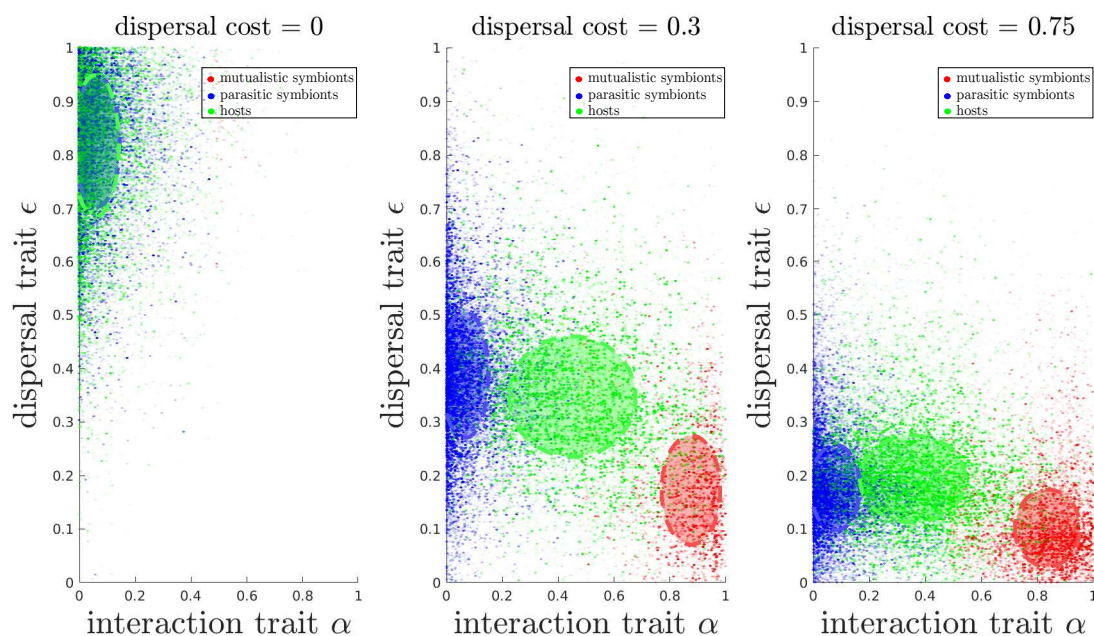 dispersal cost = 0
mutualistic symbionts
parasitic symbionts
hosts
1
0.9
0.8
0.7
0.6
0.5
0.4
0.3
0.2
0.1
0
dispersal trait ϵ
0 0.2 0.4 0.6 0.8 1
interaction trait α
dispersal cost = 0.3
mutualistic symbionts
parasitic symbionts
hosts
1
0.9
0.8
0.7
0.6
0.5
0.4
0.3
0.2
0.1
0
dispersal trait ϵ
0 0.2 0.4 0.6 0.8 1
interaction trait α
dispersal cost = 0.75
mutualistic symbionts
parasitic symbionts
hosts
1
0.9
0.8
0.7
0.6
0.5
0.4
0.3
0.2
0.1
0
dispersal trait ϵ
0 0.2 0.4 0.6 0.8 1
interaction trait α